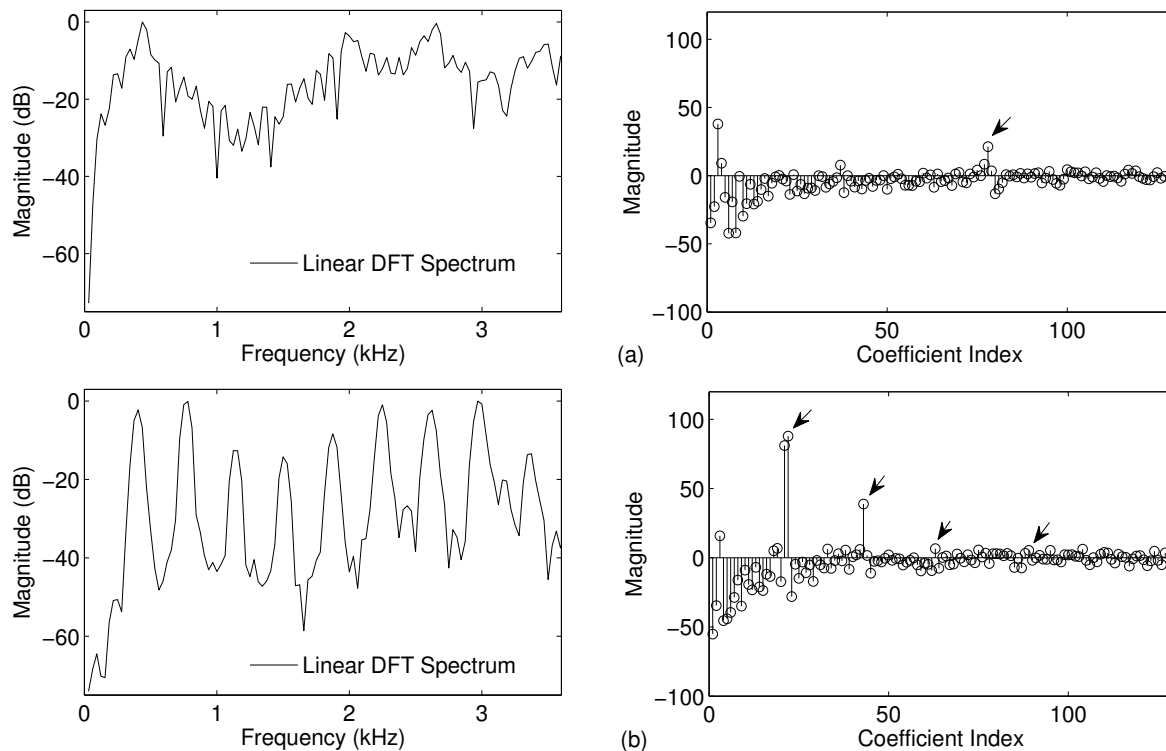 0
−20
−40
−60
Magnitude (dB)
Linear DFT Spectrum
0 1 2 3
Frequency (kHz)
100
50
0
−50
−100
Magnitude
0 50 100
Coefficient Index
(a)
0
−20
−40
−60
Magnitude (dB)
Linear DFT Spectrum
0 1 2 3
Frequency (kHz)
100
50
0
−50
−100
Magnitude
0 50 100
Coefficient Index
(b)